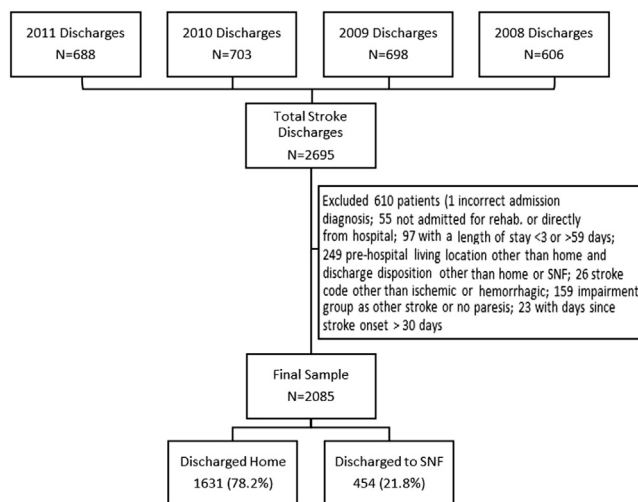 2011 Discharges
N=688
2010 Discharges
N=703
2009 Discharges
N=698
2008 Discharges
N=606
Total Stroke
Discharges
N=2695
Excluded 610 patients (1 incorrect admission
diagnosis; 55 not admitted for rehab. or directly
from hospital; 97 with a length of stay <3 or >59 days;
249 pre-hospital living location other than home and
discharge disposition other than home or SNF; 26 stroke
code other than ischemic or hemorrhagic; 159 impairment
group as other stroke or no paresis; 23 with days since
stroke onset > 30 days
Final Sample
N=2085
Discharged Home
1631 (78.2%)
Discharged to SNF
454 (21.8%)